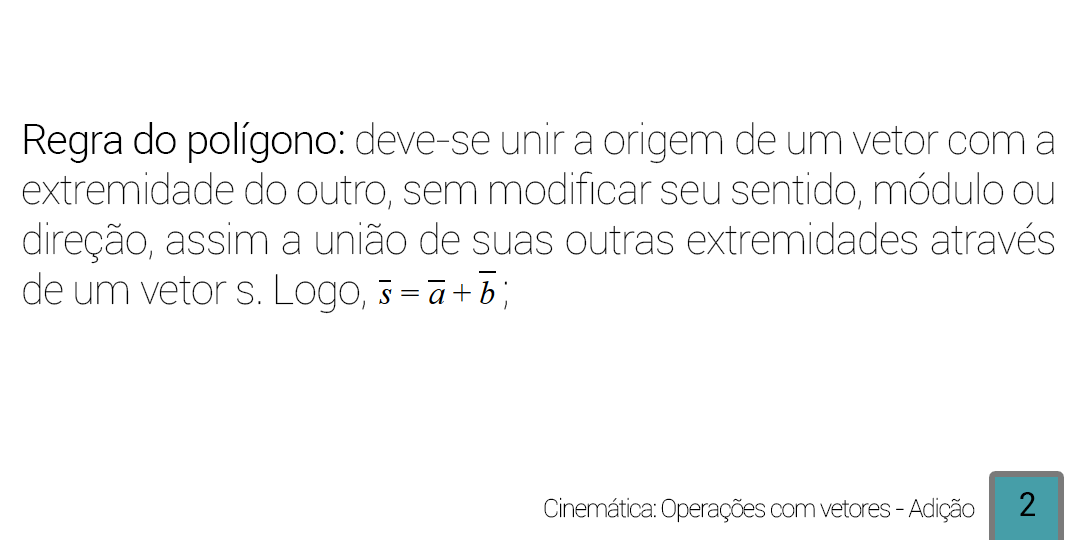 Regra do polígono: deve-se unir a origem de um vetor com a
extremidade do outro, sem modificar seu sentido, módulo ou
direção, assim a união de suas outras extremidades através
de um vetor s. Logo, s̅ = a̅ + b̅ ;
Cinemática: Operações com vetores - Adição
2